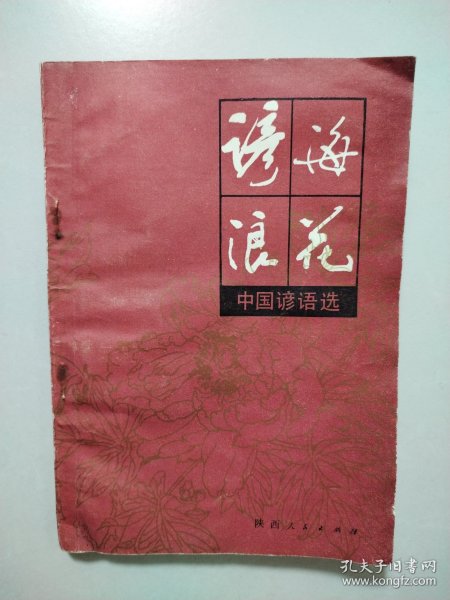 谚海
浪花
中国谚语选
陕西人民出版社
孔夫子旧书网
www.kongfz.com